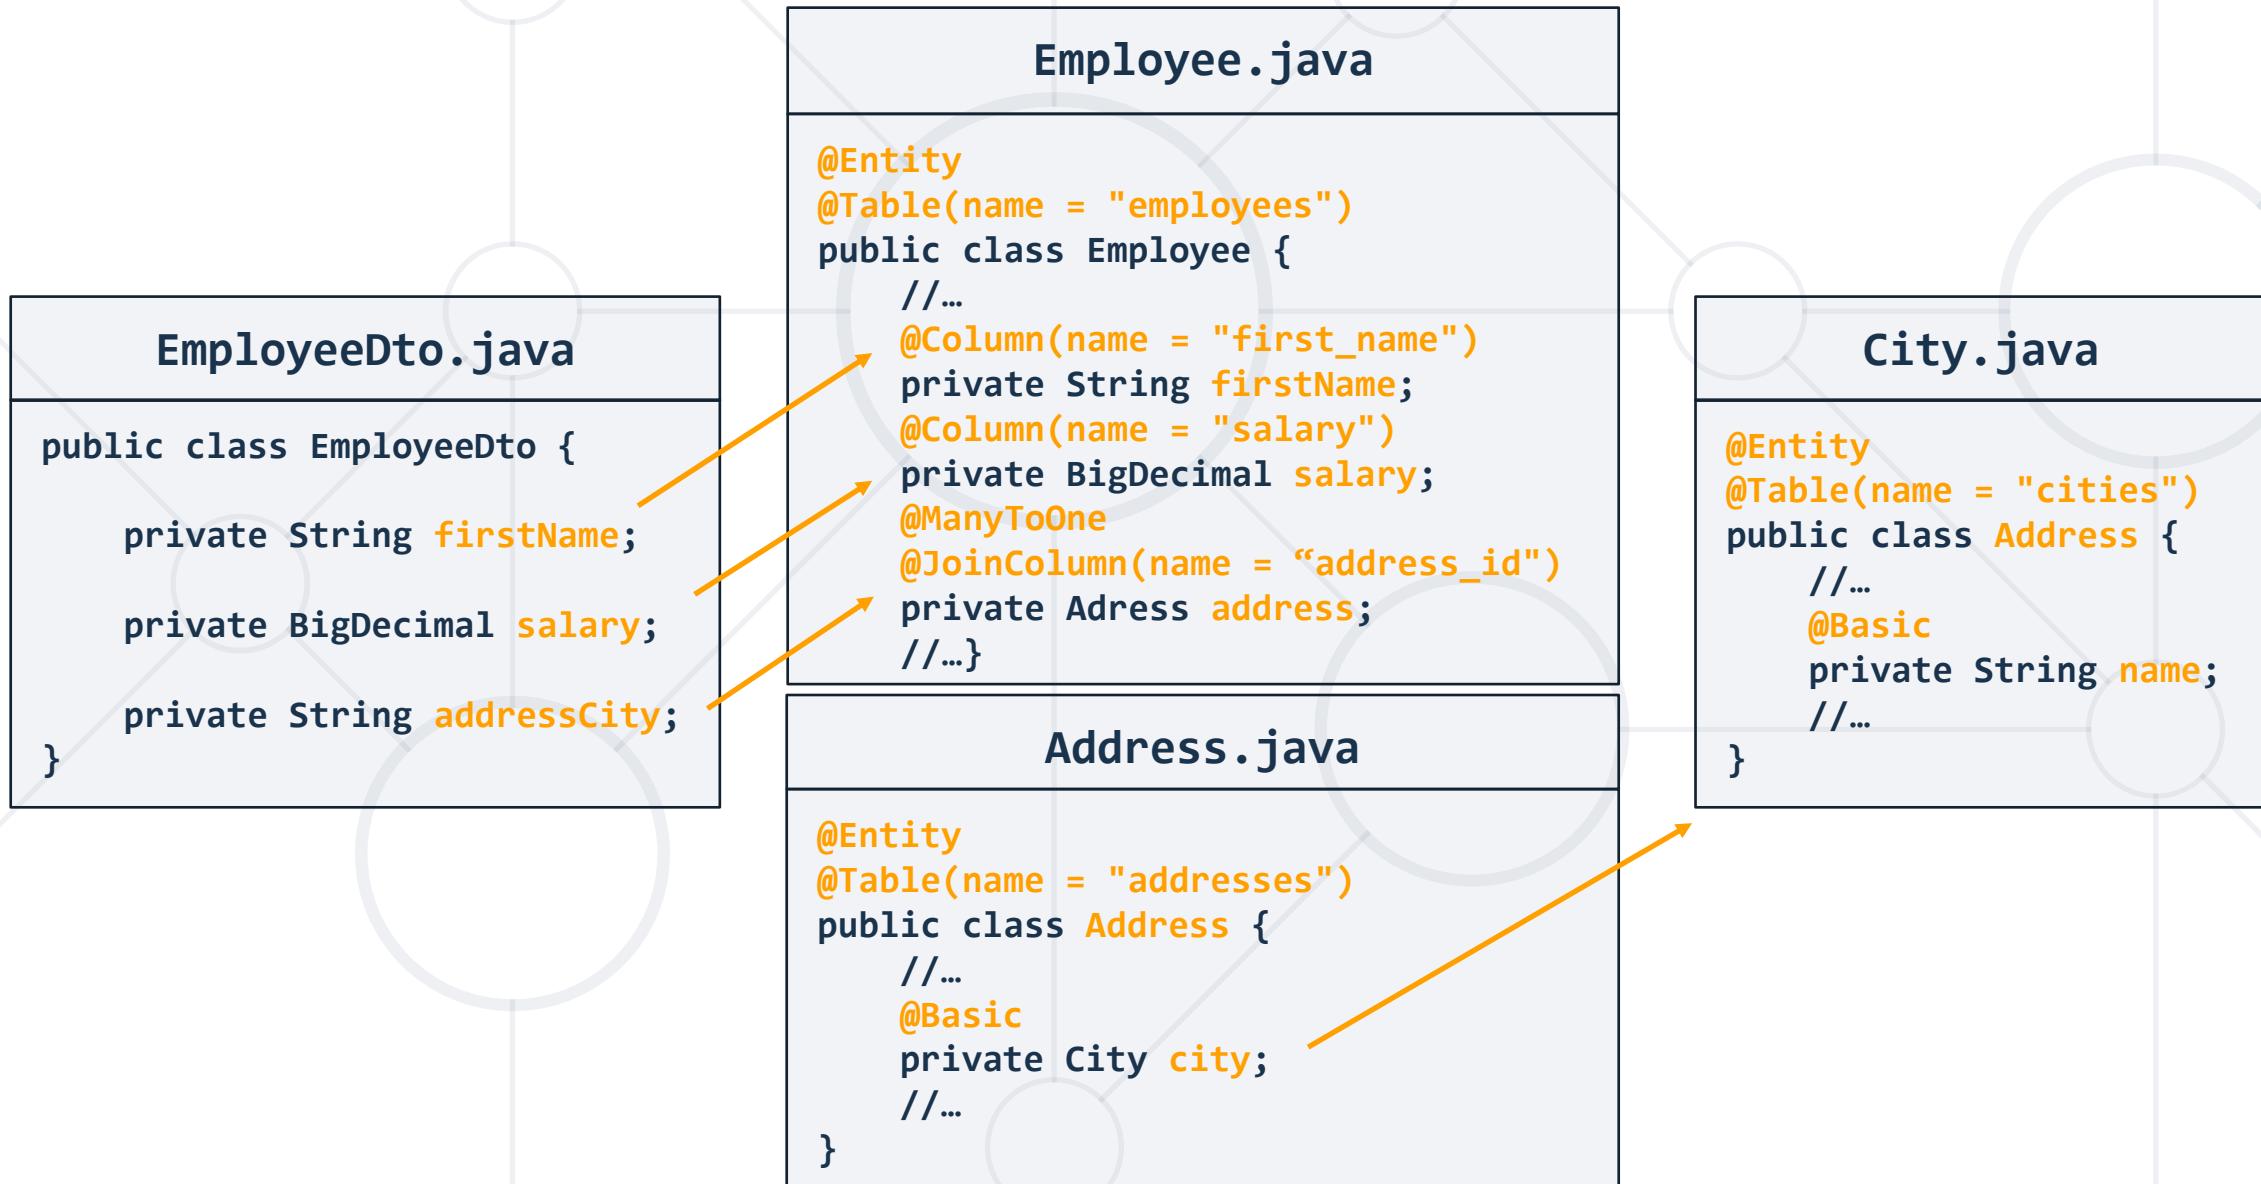 EmployeeDto.java
public class EmployeeDto {
private String firstName;
private BigDecimal salary;
private String addressCity;
}
Employee.java
@Entity
@Table(name = "employees")
public class Employee {
//…
@Column(name = "first_name")
private String firstName;
@Column(name = "salary")
private BigDecimal salary;
@ManyToOne
@JoinColumn(name = “address_id")
private Adress address;
//…}
Address.java
@Entity
@Table(name = "addresses")
public class Address {
//…
@Basic
private City city;
//…
}
City.java
@Entity
@Table(name = "cities")
public class Address {
//…
@Basic
private String name;
//…
}